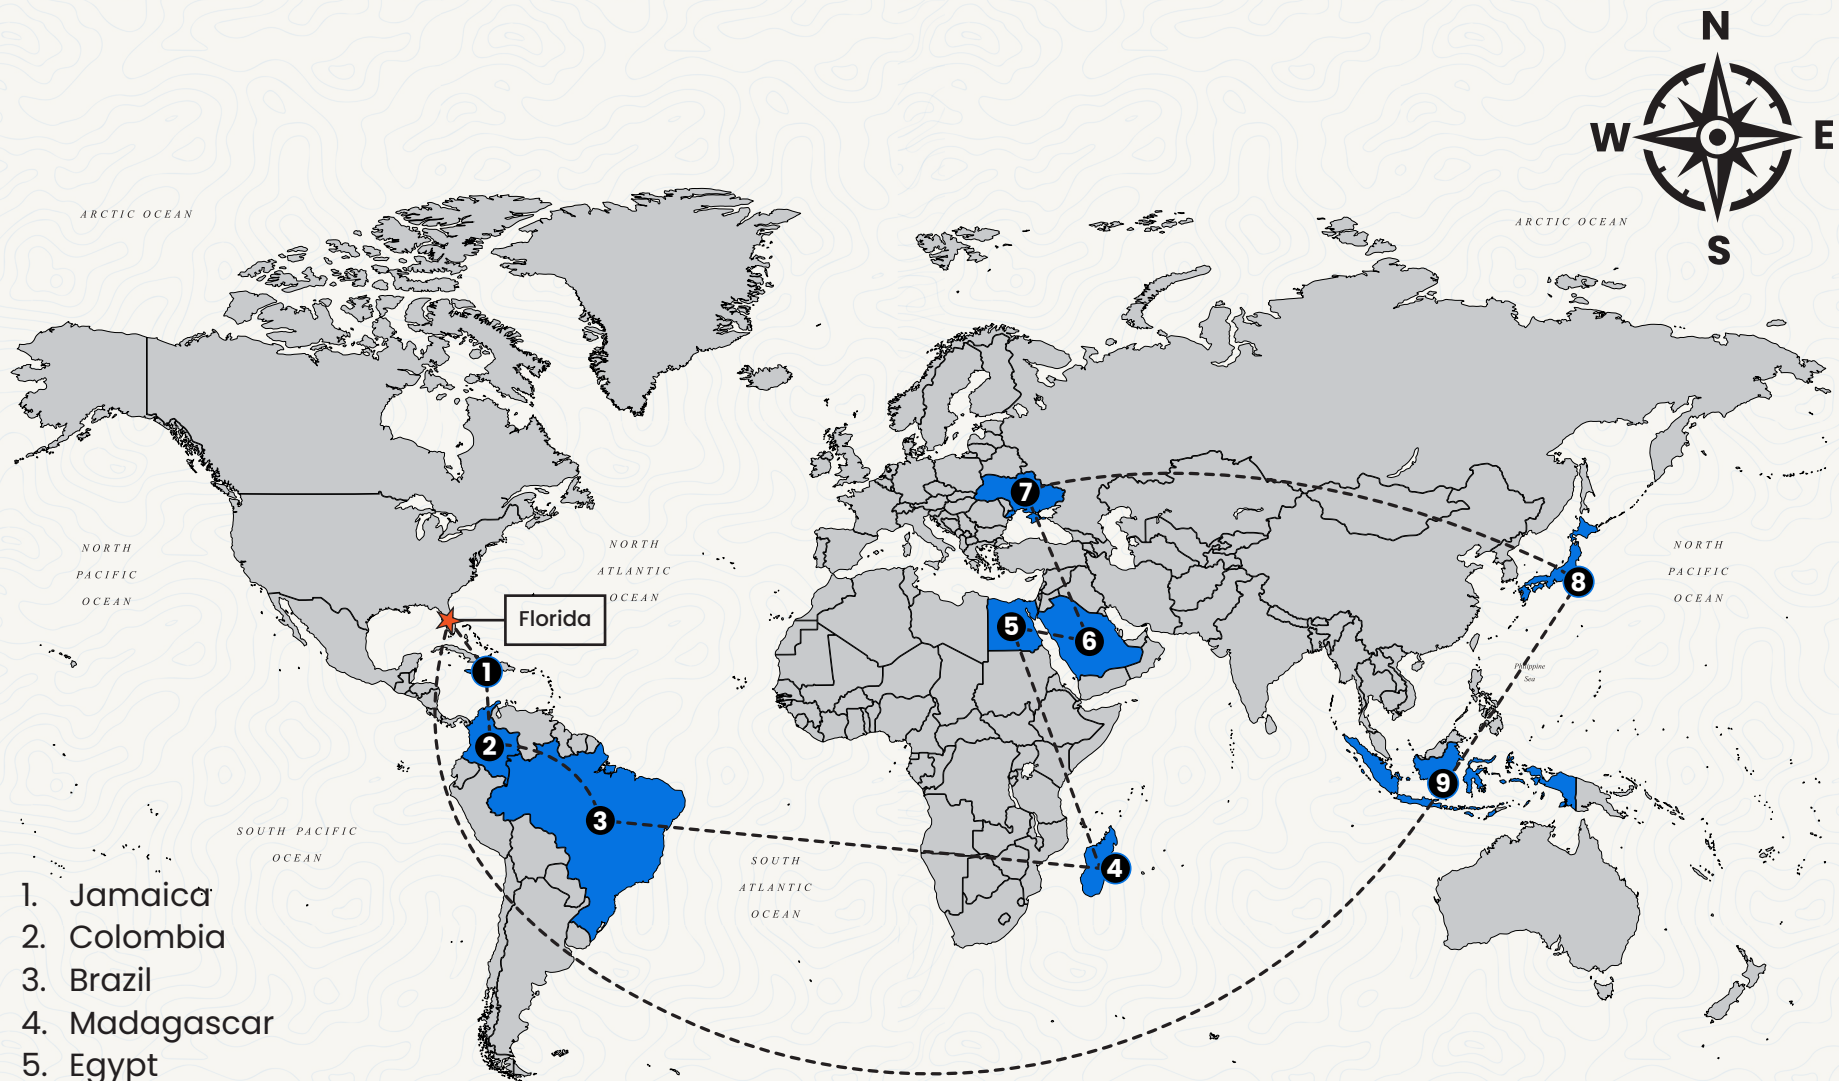 N
W
E
S
ARCTIC OCEAN
ARCTIC OCEAN
NORTH
PACIFIC
OCEAN
NORTH
ATLANTIC
OCEAN
NORTH
PACIFIC
OCEAN
Florida
Philippine
Sea
SOUTH PACIFIC
OCEAN
SOUTH
ATLANTIC
OCEAN
1
2
3
4
5
6
7
8
9
1. Jamaica
2. Colombia
3. Brazil
4. Madagascar
5. Egypt